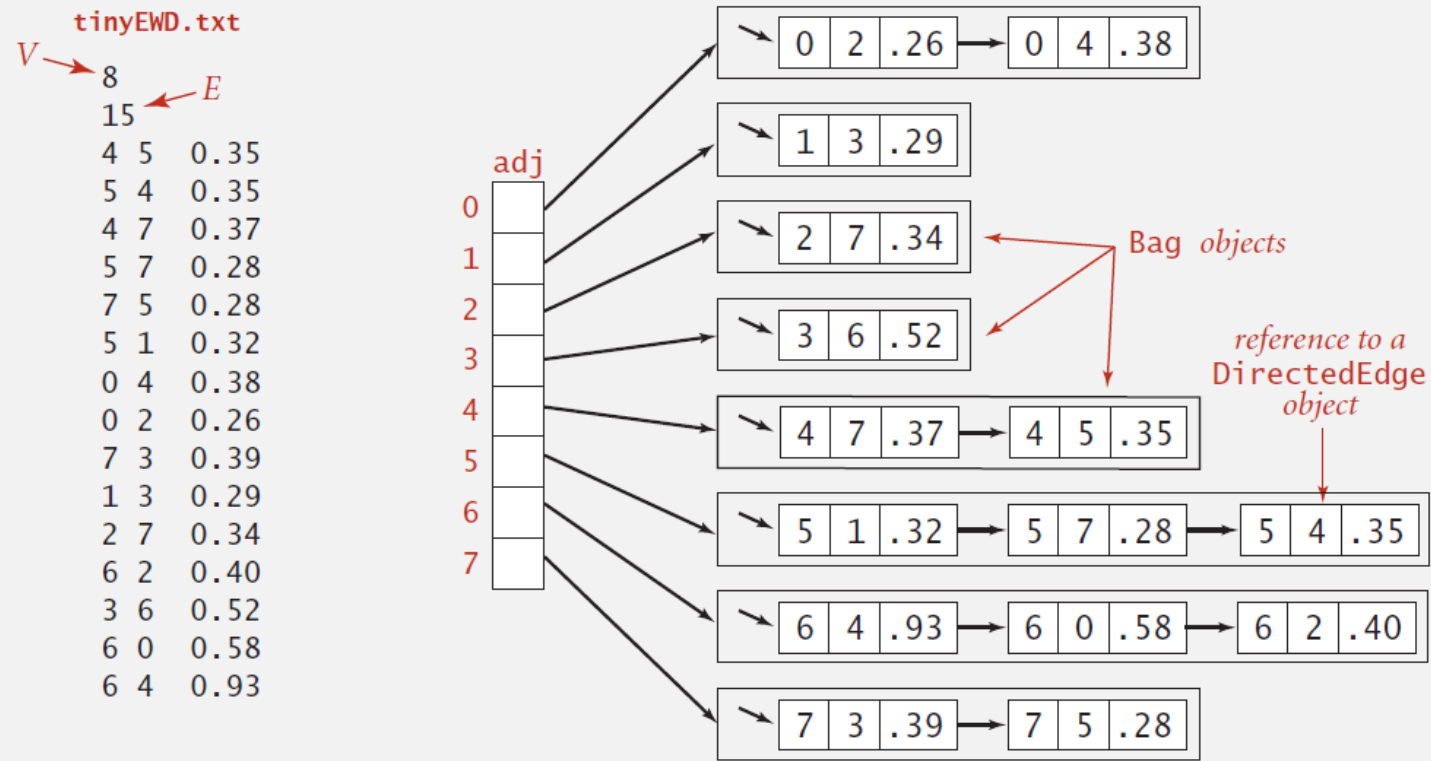 tinyEWD.txt
V
8
E
15
4 5 0.35
5 4 0.35
4 7 0.37
5 7 0.28
7 5 0.28
5 1 0.32
0 4 0.38
0 2 0.26
7 3 0.39
1 3 0.29
2 7 0.34
6 2 0.40
3 6 0.52
6 0 0.58
6 4 0.93
adj
0
1
2
3
4
5
6
7
0 2 .26 0 4 .38
1 3 .29
2 7 .34
3 6 .52
4 7 .37 4 5 .35
5 1 .32 5 7 .28 5 4 .35
6 4 .93 6 0 .58 6 2 .40
7 3 .39 7 5 .28
Bag objects
reference to a
DirectedEdge
object